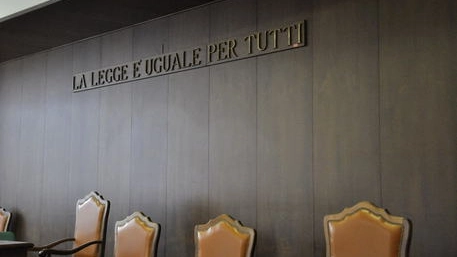 LA LEGGE E' UGUALE PER TUTTI